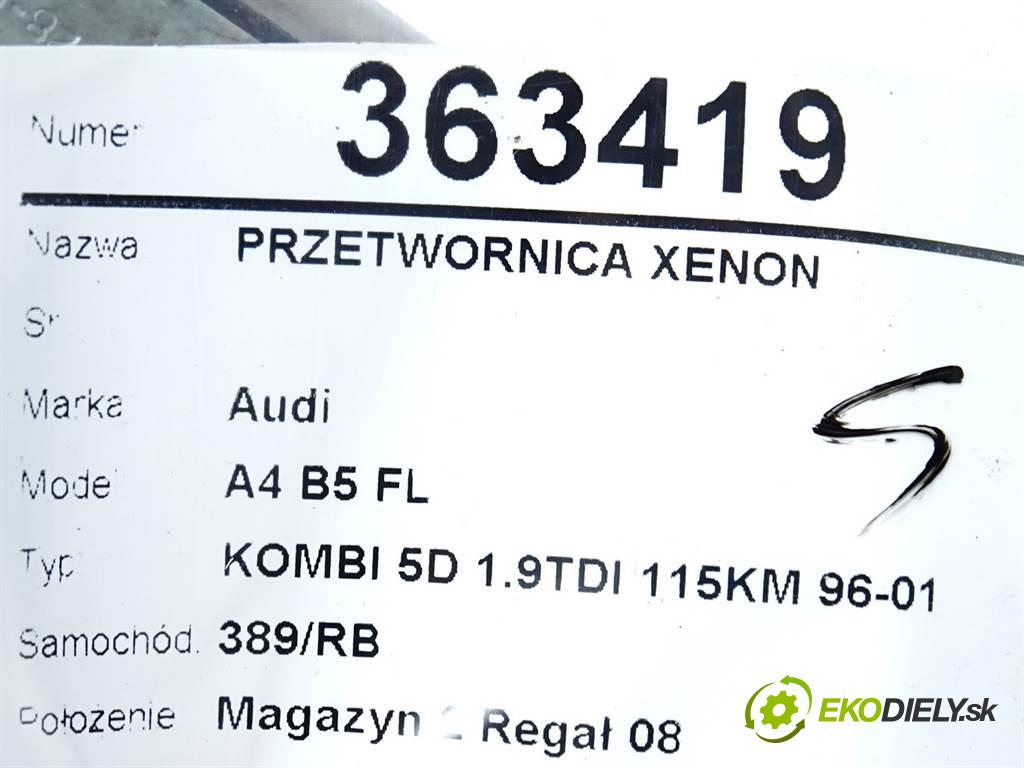 Numer 363419
Nazwa PRZETWORNICA XENON
Sr
Marka Audi
Model A4 B5 FL
Typ KOMBI 5D 1.9TDI 115KM 96-01
Samochód. 389/RB
Położenie Magazyn 2 Regał 08
S
EKODIELY.sk